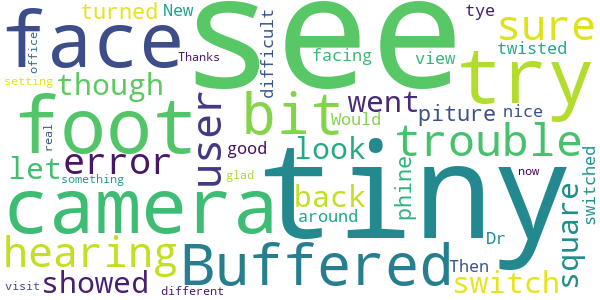 turned New
face see
office
Thanks
difficult
tye
facing view
sure
twisted
setting
though
try
foot
user
bit
went
Would
piture nice
real
error
good
look
trouble
let
something
glad
phine
tiny
now
switched
camera
back
around
square
hearing
Buffered
Dr
Then
visit
showed
different
switch